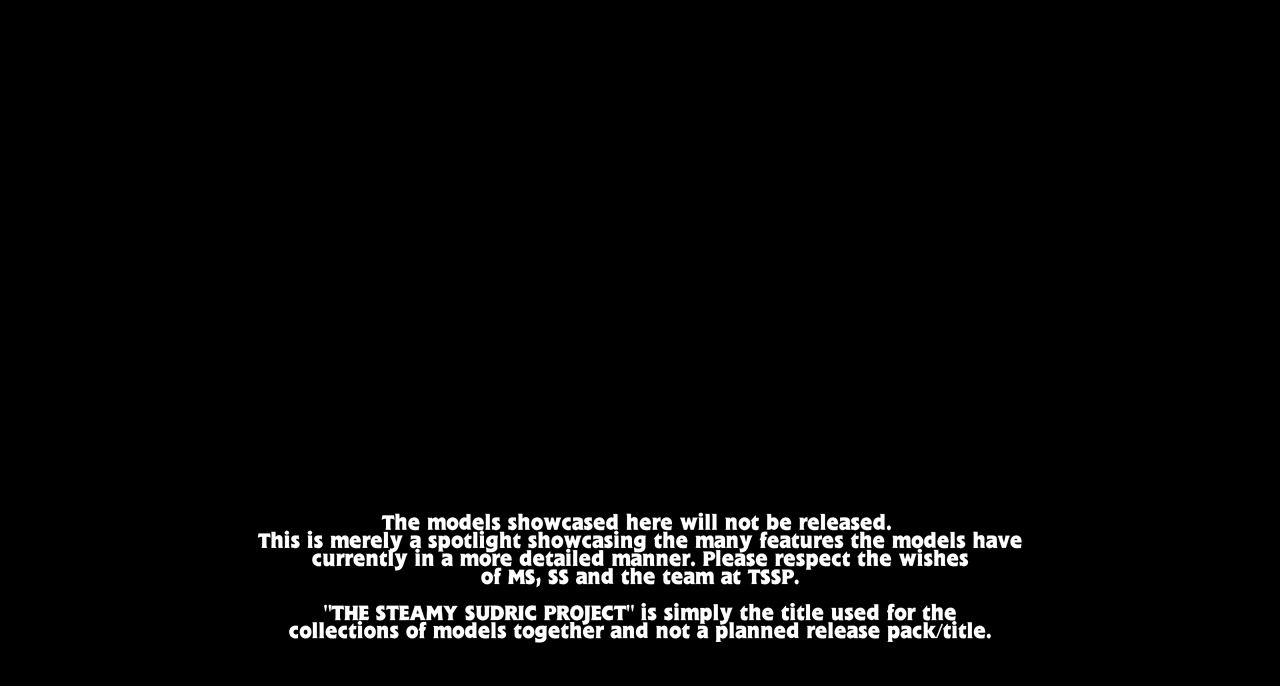 The models showcased here will not be released.
This is merely a spotlight showcasing the many features the models have
currently in a more detailed manner. Please respect the wishes
of MS, SS and the team at TSSP.
"THE STEAMY SUDRIC PROJECT" is simply the title used for the
collections of models together and not a planned release pack/title.